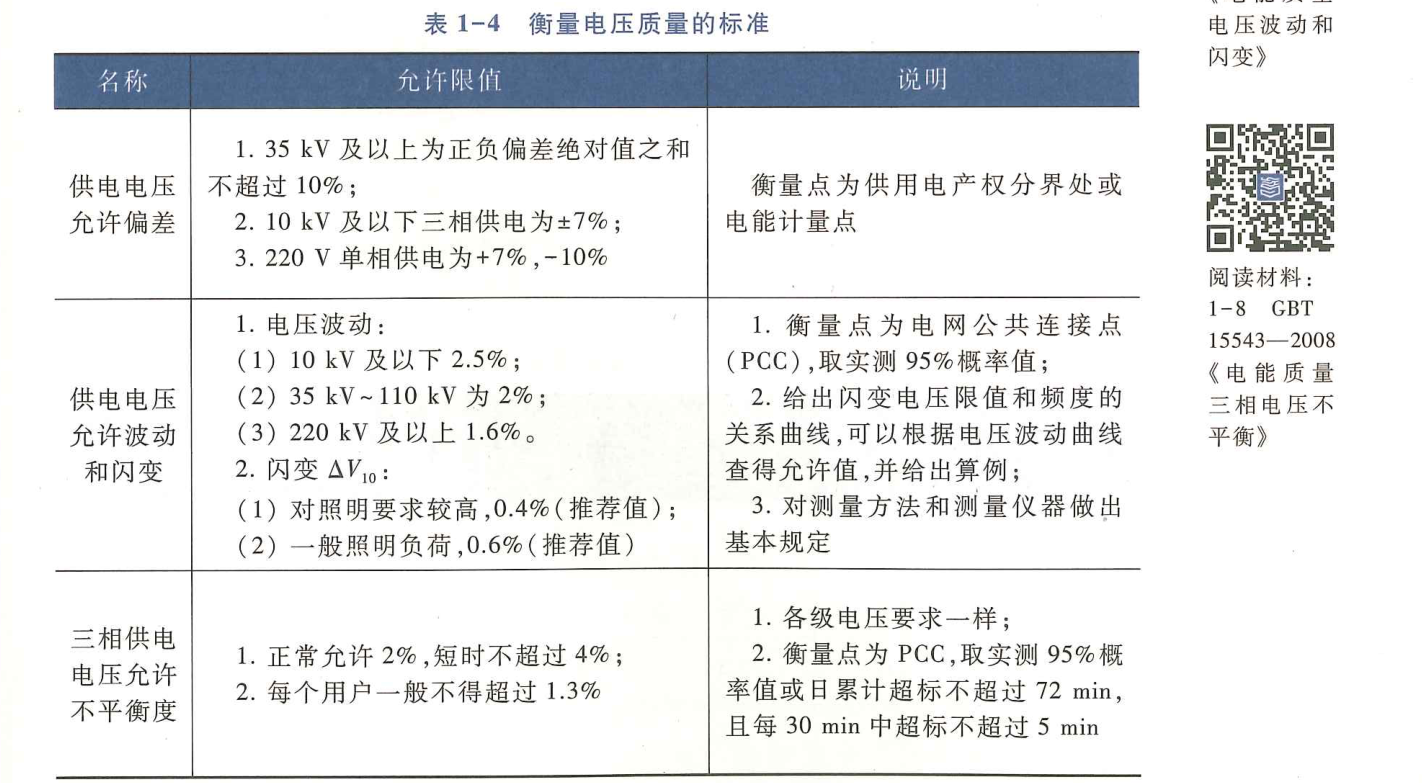 表 1-4 衡量电压质量的标准
名称 允许限值 说明
供电电压
允许偏差
1. 35 kV 及以上为正负偏差绝对值之和
不超过 10%;
2. 10 kV 及以下三相供电为±7%;
3. 220 V 单相供电为+7%,-10%
衡量点为供用电产权分界处或
电能计量点
供电电压
允许波动
和闪变
1. 电压波动:
(1) 10 kV 及以下 2.5%;
(2) 35 kV~110 kV 为 2%;
(3) 220 kV 及以上 1.6%。
2. 闪变 ΔV₁₀:
(1) 对照明要求较高,0.4%(推荐值);
(2) 一般照明负荷,0.6%(推荐值)
1. 衡量点为电网公共连接点
(PCC),取实测 95%概率值;
2. 给出闪变电压限值和频度的
关系曲线,可以根据电压波动曲线
查得允许值,并给出算例;
3. 对测量方法和测量仪器做出
基本规定
三相供电
电压允许
不平衡度
1. 正常允许 2%,短时不超过 4%;
2. 每个用户一般不得超过 1.3%
1. 各级电压要求一样;
2. 衡量点为 PCC,取实测 95%概
率值或日累计超标不超过 72 min,
且每 30 min 中超标不超过 5 min
电压波动和
闪变》
阅读材料:
1-8 GBT
15543—2008
《电能质量
三相电压不
平衡》